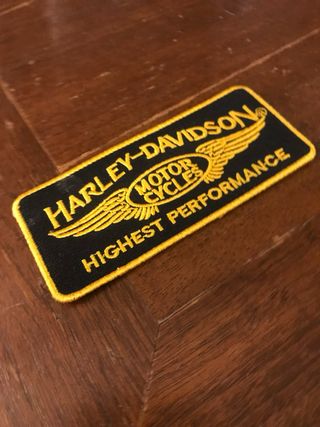 HARLEY-DAVIDSON®
MOTOR
CYCLES
HIGHEST PERFORMANCE